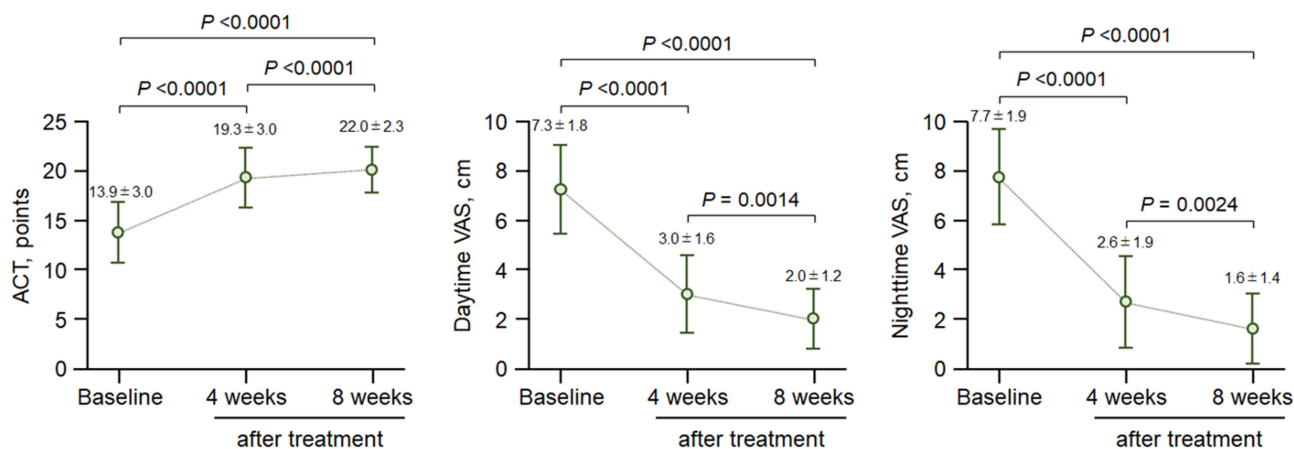 P <0.0001
P <0.0001
P <0.0001
25
20
15
10
5
0
ACT, points
13.9 ± 3.0
19.3 ± 3.0
22.0 ± 2.3
Baseline
4 weeks
8 weeks
after treatment
P <0.0001
P <0.0001
P = 0.0014
10
8
6
4
2
0
Daytime VAS, cm
7.3 ± 1.8
3.0 ± 1.6
2.0 ± 1.2
Baseline
4 weeks
8 weeks
after treatment
P <0.0001
P <0.0001
P = 0.0024
10
8
6
4
2
0
Nighttime VAS, cm
7.7 ± 1.9
2.6 ± 1.9
1.6 ± 1.4
Baseline
4 weeks
8 weeks
after treatment